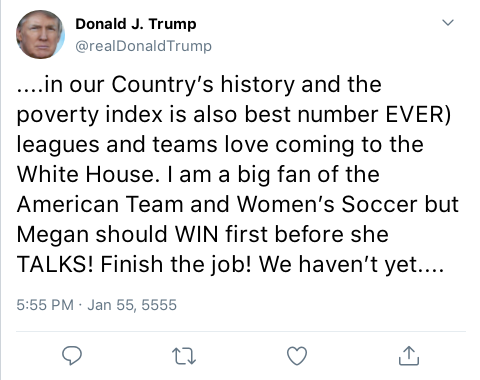 Donald J. Trump
@realDonaldTrump
....in our Country’s history and the
poverty index is also best number EVER)
leagues and teams love coming to the
White House. I am a big fan of the
American Team and Women’s Soccer but
Megan should WIN first before she
TALKS! Finish the job! We haven’t yet....
5:55 PM · Jan 55, 5555